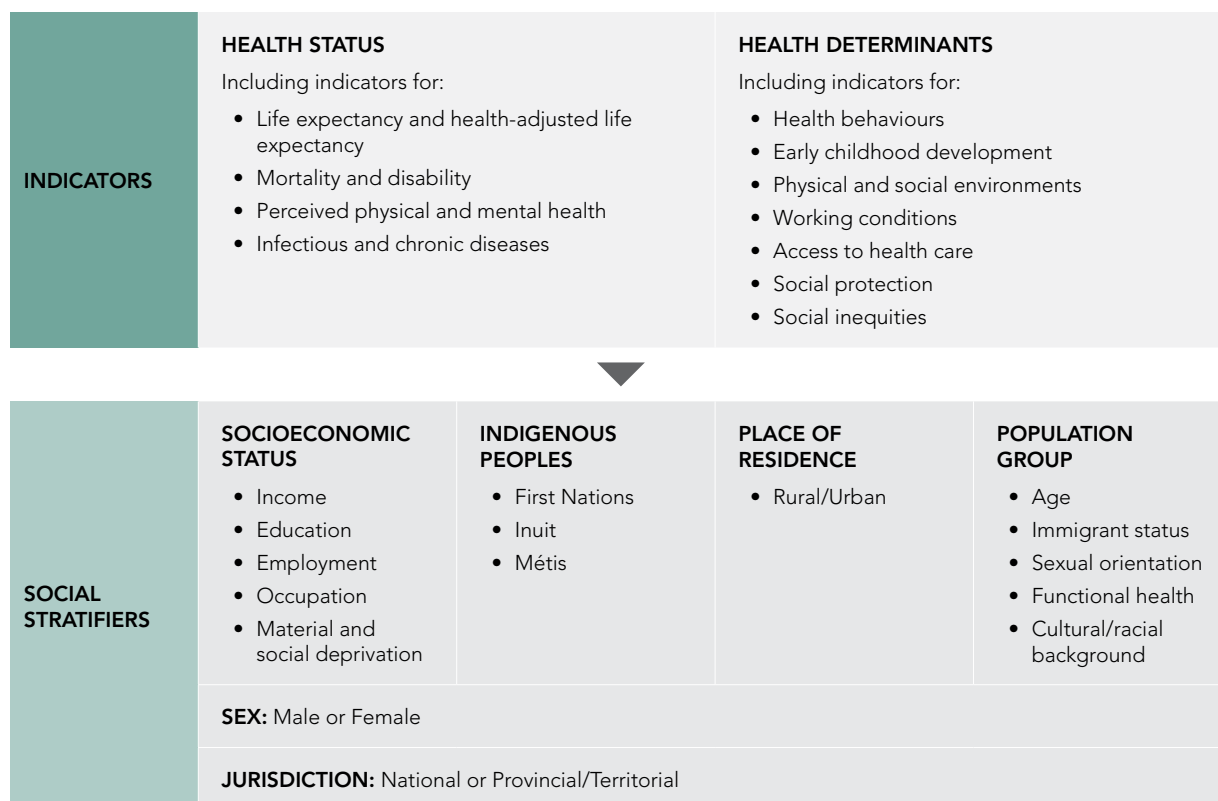 INDICATORS
HEALTH STATUS
Including indicators for:
• Life expectancy and health-adjusted life
expectancy
• Mortality and disability
• Perceived physical and mental health
• Infectious and chronic diseases
HEALTH DETERMINANTS
Including indicators for:
• Health behaviours
• Early childhood development
• Physical and social environments
• Working conditions
• Access to health care
• Social protection
• Social inequities
SOCIAL
STRATIFIERS
SOCIOECONOMIC
STATUS
• Income
• Education
• Employment
• Occupation
• Material and
social deprivation
INDIGENOUS
PEOPLES
• First Nations
• Inuit
• Métis
PLACE OF
RESIDENCE
• Rural/Urban
POPULATION
GROUP
• Age
• Immigrant status
• Sexual orientation
• Functional health
• Cultural/racial
background
SEX: Male or Female
JURISDICTION: National or Provincial/Territorial